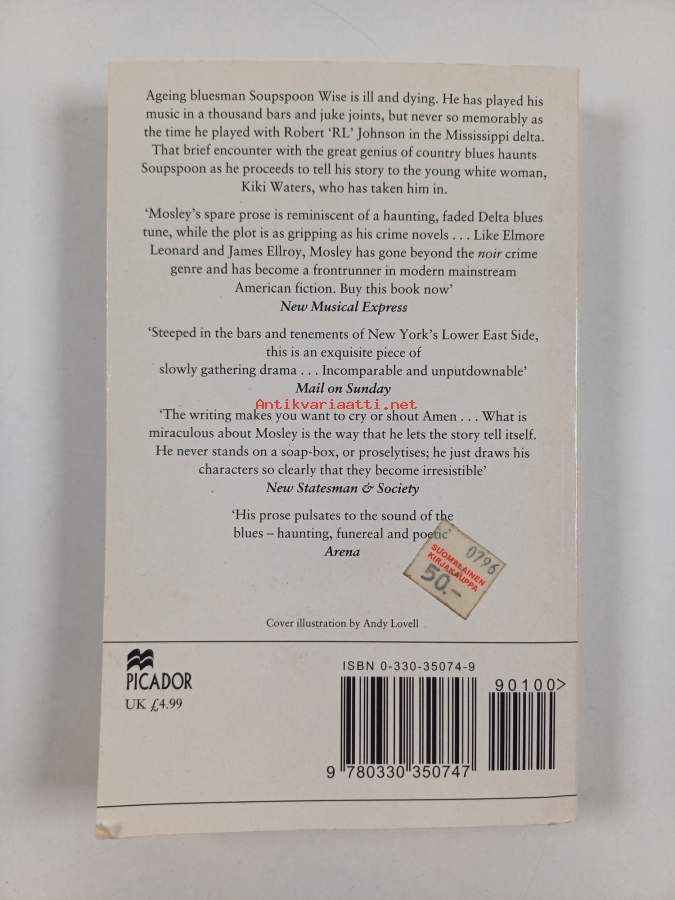 Ageing bluesman Soupspoon Wise is ill and dying. He has played his
music in a thousand bars and juke joints, but never so memorably as
the time he played with Robert ‘RL’ Johnson in the Mississippi delta.
That brief encounter with the great genius of country blues haunts
Soupspoon as he proceeds to tell his story to the young white woman,
Kiki Waters, who has taken him in.
‘Mosley’s spare prose is reminiscent of a haunting, faded Delta blues
tune, while the plot is as gripping as his crime novels . . . Like Elmore
Leonard and James Ellroy, Mosley has gone beyond the noir crime
genre and has become a frontrunner in modern mainstream
American fiction. Buy this book now’
New Musical Express
‘Steeped in the bars and tenements of New York’s Lower East Side,
this is an exquisite piece of
slowly gathering drama . . . Incomparable and unputdownable’
Mail on Sunday
Antikvariaatti.net
‘The writing makes you want to cry or shout Amen . . . What is
miraculous about Mosley is the way that he lets the story tell itself.
He never stands on a soap-box, or proselytises; he just draws his
characters so clearly that they become irresistible’
New Statesman & Society
‘His prose pulsates to the sound of the
blues – haunting, funereal and poetic’
Arena
0796
SUOMALAINEN
KIRJAKAUPPA
50.–
Cover illustration by Andy Lovell
PICADOR
UK £4.99
ISBN 0-330-35074-9
90100>
9 780330 350747